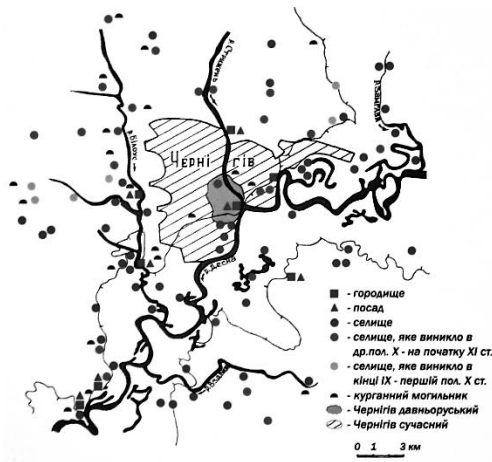 р. Стрижень
р. Білоус
Черні гів
р. Десна
- городище
- посад
- селище
- селище, яке виникло в
др.пол. X - на початку XI ст.
- селище, яке виникло в
кінці IX - першій пол. X ст.
- курганний могильник
- Чернігів давньоруський
- Чернігів сучасний
0 1 3 км